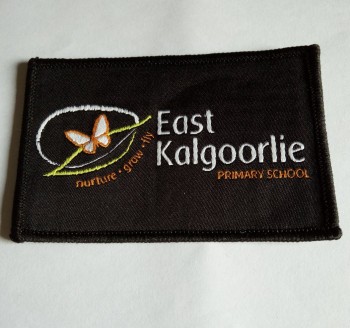 East
Kalgoorlie
PRIMARY SCHOOL
nurture • grow • fly